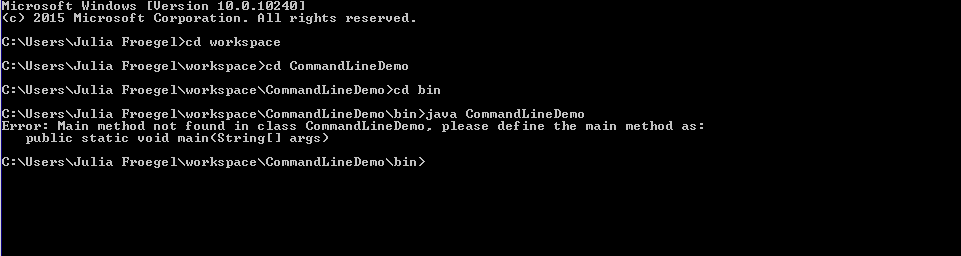 Microsoft Windows [Version 10.0.10240]
(c) 2015 Microsoft Corporation. All rights reserved.
C:\Users\Julia Froegel>cd workspace
C:\Users\Julia Froegel\workspace>cd CommandLineDemo
C:\Users\Julia Froegel\workspace\CommandLineDemo>cd bin
C:\Users\Julia Froegel\workspace\CommandLineDemo\bin>java CommandLineDemo
Error: Main method not found in class CommandLineDemo, please define the main method as:
   public static void main(String[] args)
C:\Users\Julia Froegel\workspace\CommandLineDemo\bin>